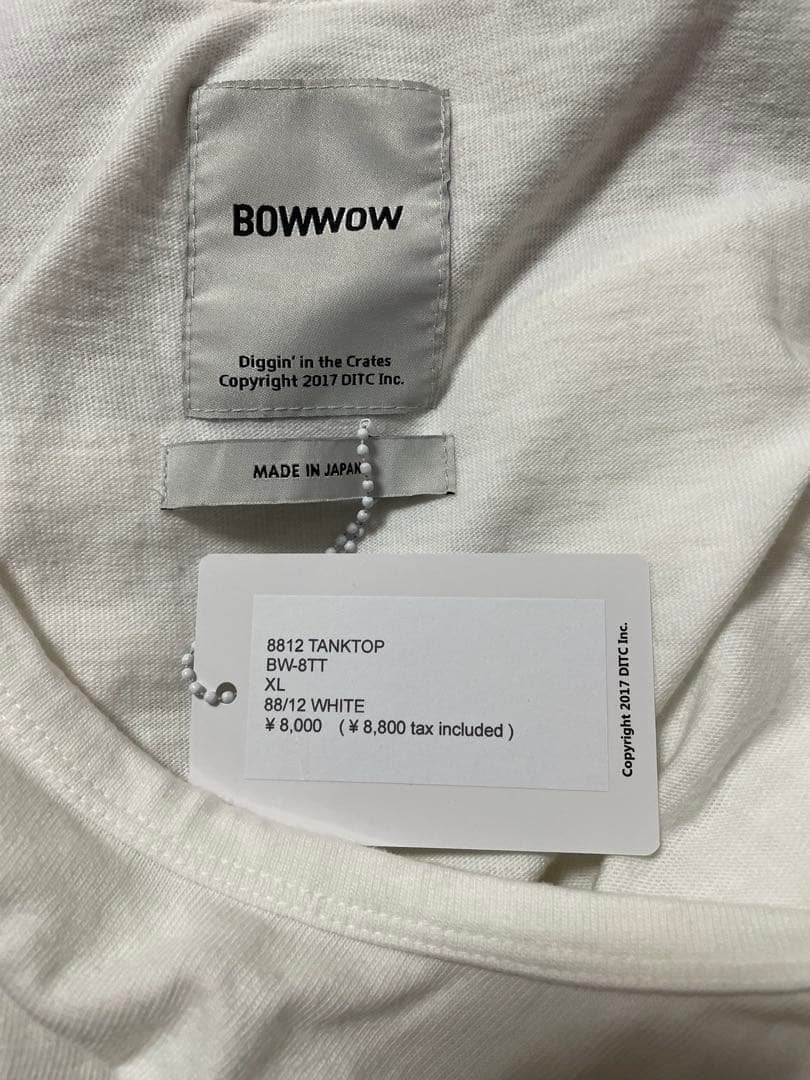 BOWWOW
Diggin' in the Crates
Copyright 2017 DITC Inc.
MADE IN JAPAN
8812 TANKTOP
BW-8TT
XL
88/12 WHITE
¥ 8,000 ( ¥ 8,800 tax included )
Copyright 2017 DITC Inc.